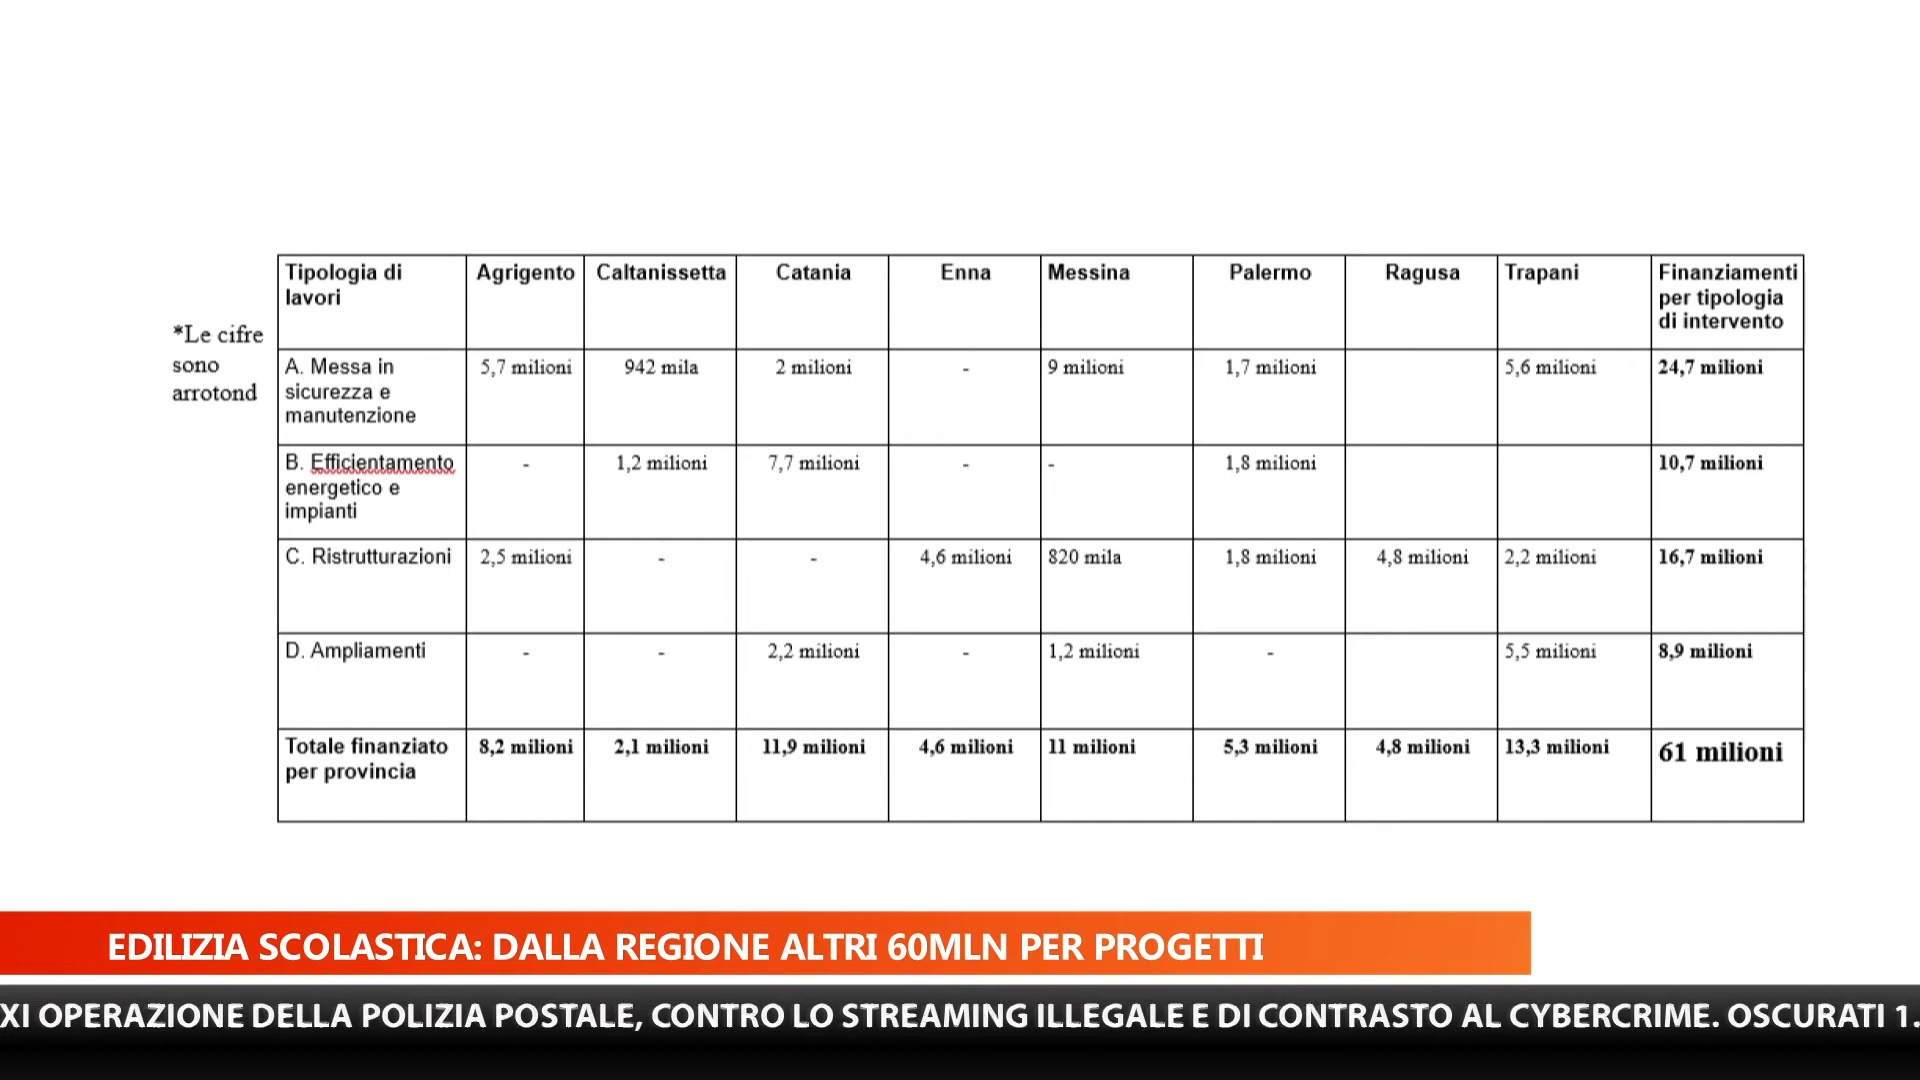 *Le cifre
sono
arrotond
Tipologia di
lavori
Agrigento
Caltanissetta
Catania
Enna
Messina
Palermo
Ragusa
Trapani
Finanziamenti
per tipologia
di intervento
A. Messa in
sicurezza e
manutenzione
5,7 milioni
942 mila
2 milioni
-
9 milioni
1,7 milioni
5,6 milioni
24,7 milioni
B. Efficientamento
energetico e
impianti
-
1,2 milioni
7,7 milioni
-
-
1,8 milioni
10,7 milioni
C. Ristrutturazioni
2,5 milioni
-
-
4,6 milioni
820 mila
1,8 milioni
4,8 milioni
2,2 milioni
16,7 milioni
D. Ampliamenti
-
-
2,2 milioni
-
1,2 milioni
-
5,5 milioni
8,9 milioni
Totale finanziato
per provincia
8,2 milioni
2,1 milioni
11,9 milioni
4,6 milioni
11 milioni
5,3 milioni
4,8 milioni
13,3 milioni
61 milioni
EDILIZIA SCOLASTICA: DALLA REGIONE ALTRI 60MLN PER PROGETTI
XI OPERAZIONE DELLA POLIZIA POSTALE, CONTRO LO STREAMING ILLEGALE E DI CONTRASTO AL CYBERCRIME. OSCURATI 1.